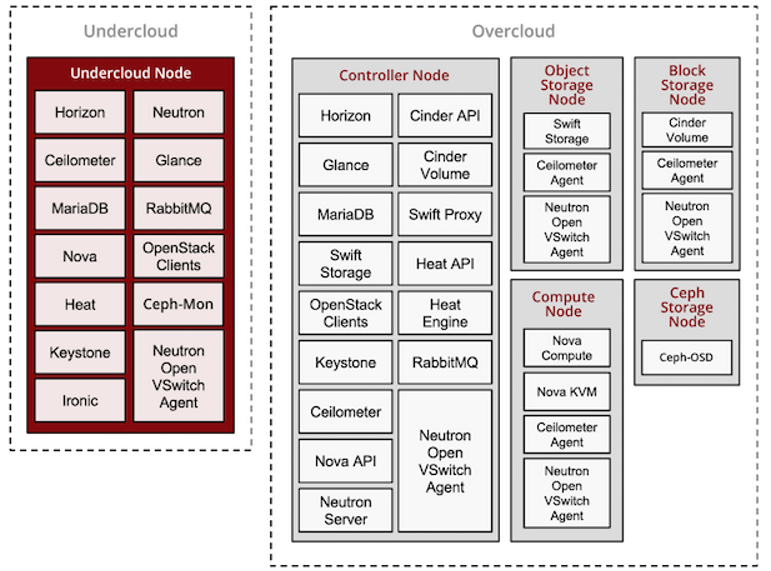 Undercloud
Undercloud Node
Horizon
Neutron
Ceilometer
Glance
MariaDB
RabbitMQ
Nova
OpenStack
Clients
Heat
Ceph-Mon
Keystone
Neutron
Open
VSwitch
Agent
Ironic
Overcloud
Controller Node
Horizon
Cinder API
Glance
Cinder
Volume
MariaDB
Swift Proxy
Swift
Storage
Heat API
OpenStack
Clients
Heat
Engine
Keystone
RabbitMQ
Ceilometer
Neutron
Open
VSwitch
Agent
Nova API
Neutron
Server
Object
Storage
Node
Swift
Storage
Ceilometer
Agent
Neutron
Open
VSwitch
Agent
Block
Storage
Node
Cinder
Volume
Ceilometer
Agent
Neutron
Open
VSwitch
Agent
Compute
Node
Nova
Compute
Nova KVM
Ceilometer
Agent
Neutron
Open
VSwitch
Agent
Ceph
Storage
Node
Ceph-OSD